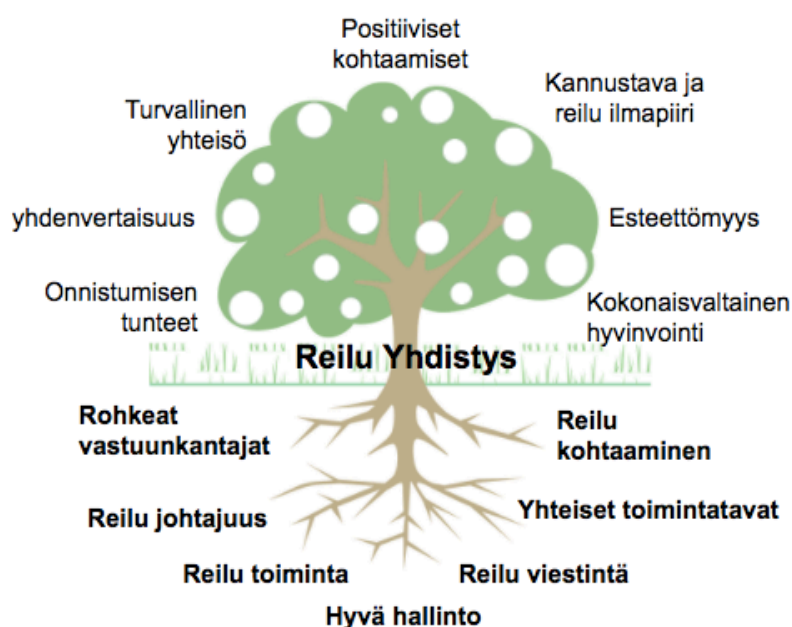 Positiiviset
kohtaamiset
Kannustava ja
reilu ilmapiiri
Turvallinen
yhteisö
yhdenvertaisuus
Esteettömyys
Onnistumisen
tunteet
Kokonaisvaltainen
hyvinvointi
Reilu Yhdistys
Rohkeat
vastuunkantajat
Reilu
kohtaaminen
Reilu johtajuus
Yhteiset toimintatavat
Reilu toiminta
Reilu viestintä
Hyvä hallinto